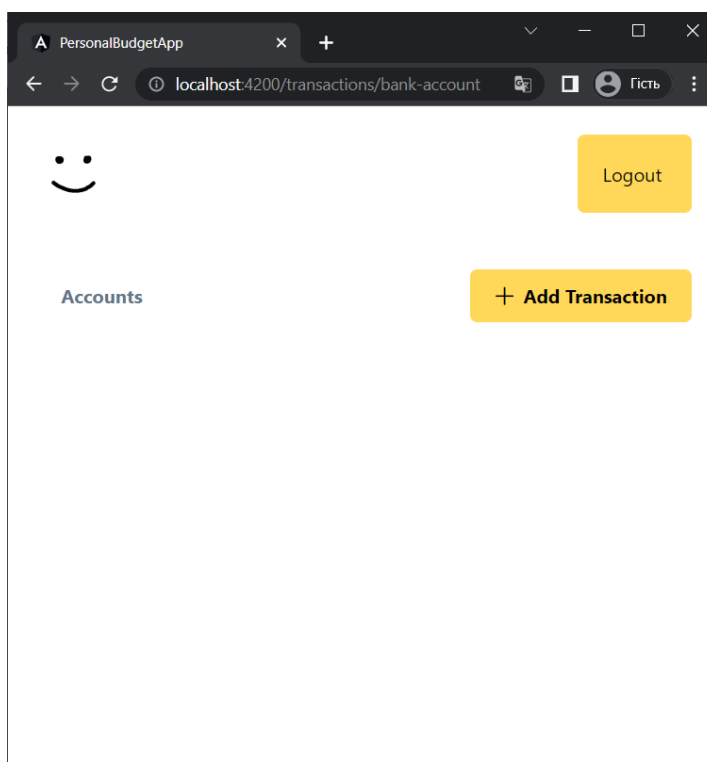 PersonalBudgetApp
localhost:4200/transactions/bank-account
Гість
Logout
Accounts
+ Add Transaction